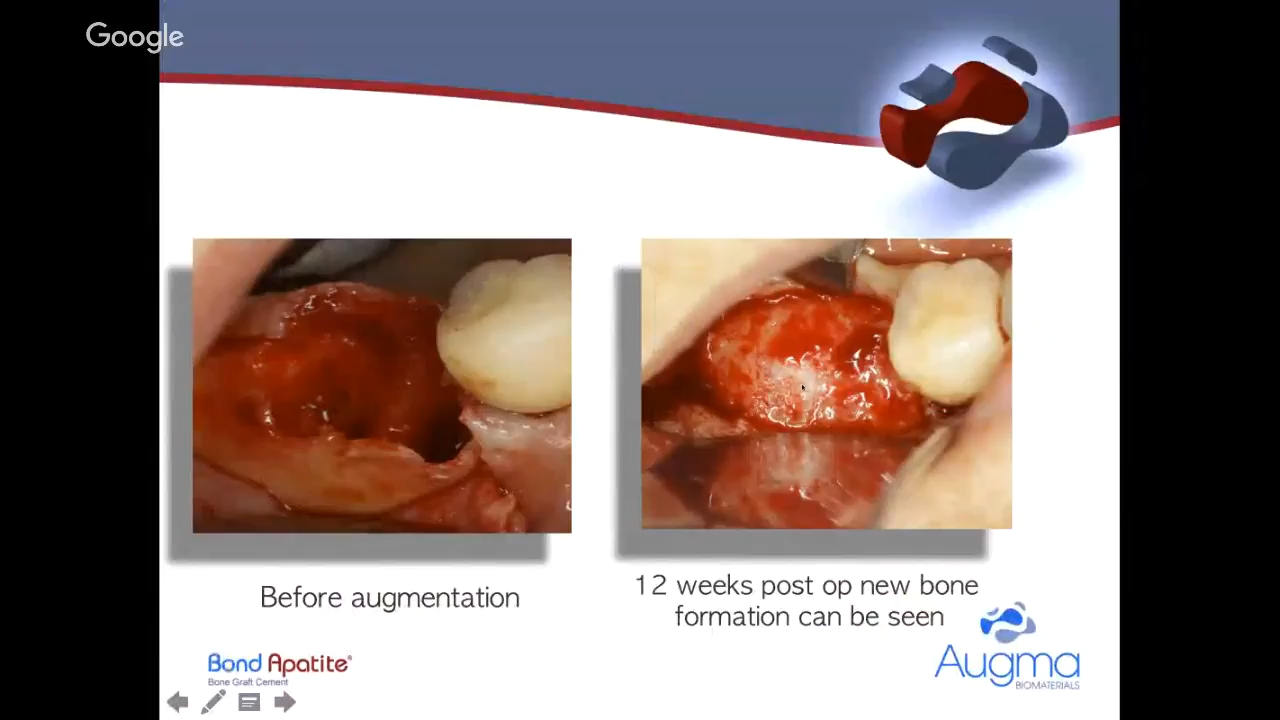 Google
Before augmentation
12 weeks post op new bone
formation can be seen
Bond Apatite®
Bone Graft Cement
Augma
BIOMATERIALS